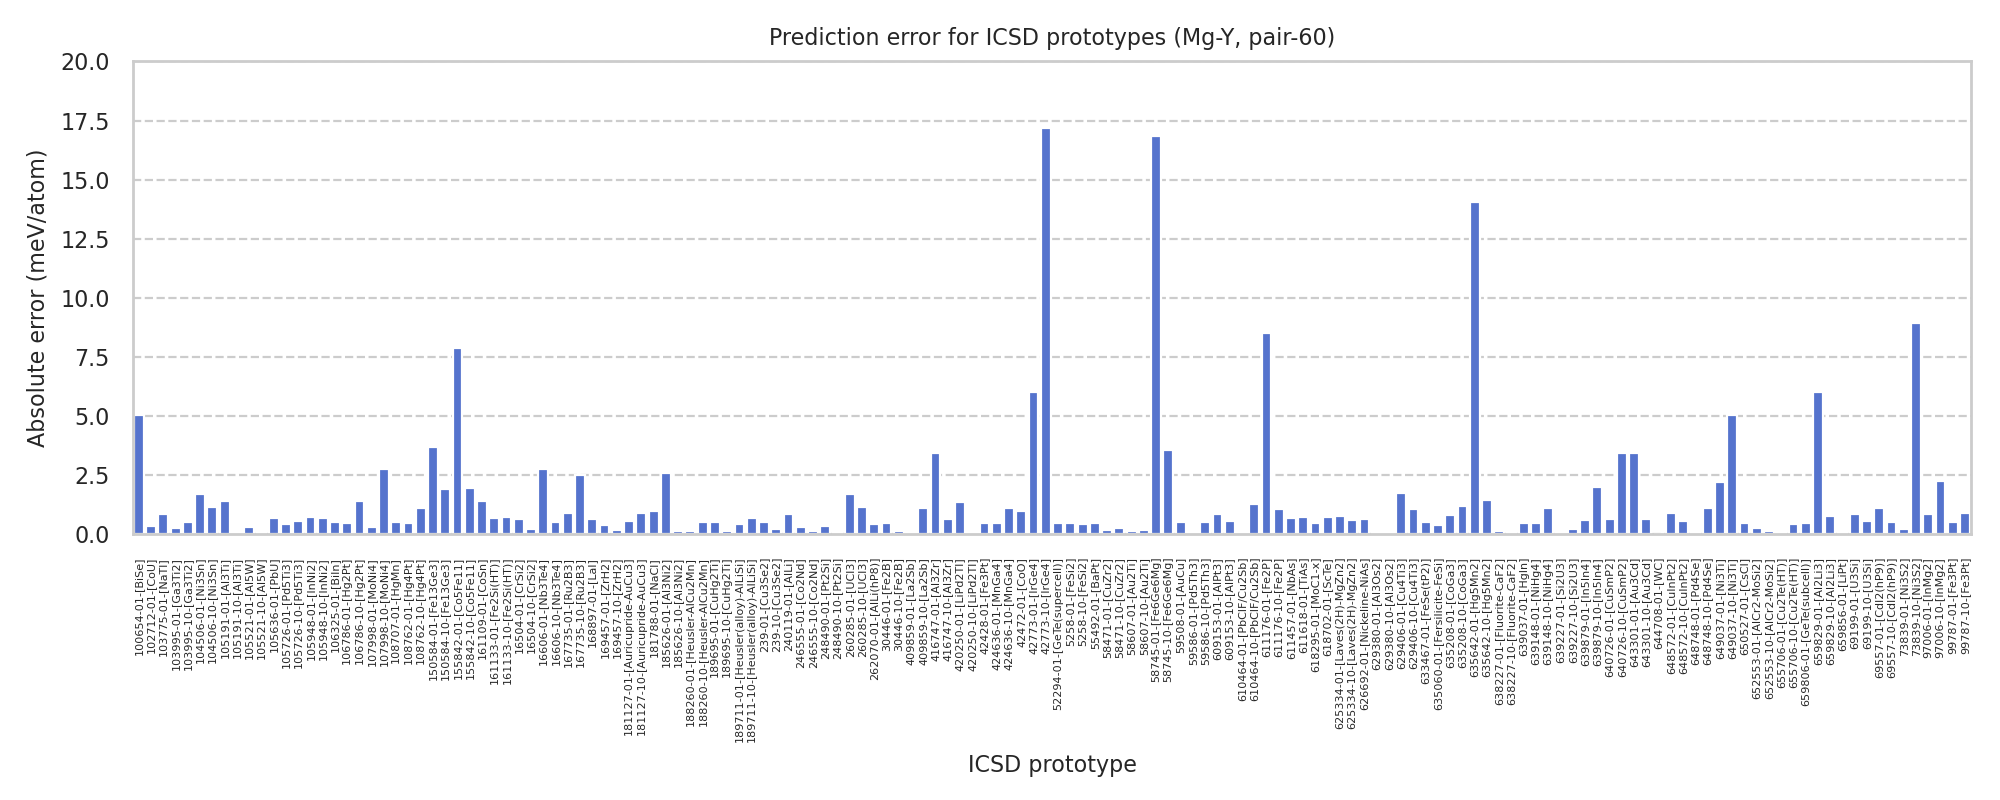 Prediction error for ICSD prototypes (Mg-Y, pair-60)
Absolute error (meV/atom)
20.0
17.5
15.0
12.5
10.0
7.5
5.0
2.5
0.0
100654-01-[BiSe]
102712-01-[CoU]
103775-01-[NaTl]
103995-01-[Ga3Ti2]
103995-10-[Ga3Ti2]
104506-01-[Ni3Sn]
104506-10-[Ni3Sn]
105191-01-[Al3Ti]
105191-10-[Al3Ti]
105521-01-[Al5W]
105521-10-[Al5W]
105636-01-[PbU]
105726-01-[Pd5Ti3]
105726-10-[Pd5Ti3]
105948-01-[InNi2]
105948-10-[InNi2]
106325-01-[BiIn]
106786-01-[Hg2Pt]
106786-10-[Hg2Pt]
107998-01-[MoNi4]
107998-10-[MoNi4]
108707-01-[HgMn]
108762-01-[Hg4Pt]
108762-10-[Hg4Pt]
150584-01-[Fe13Ge3]
150584-10-[Fe13Ge3]
155842-01-[Co5Fe11]
155842-10-[Co5Fe11]
161109-01-[CoSn]
161133-01-[Fe2Si(HT)]
161133-10-[Fe2Si(HT)]
16504-01-[CrSi2]
16504-10-[CrSi2]
16606-01-[Nb3Te4]
16606-10-[Nb3Te4]
167735-01-[Ru2B3]
167735-10-[Ru2B3]
168897-01-[LaI]
169457-01-[ZrH2]
169457-10-[ZrH2]
181127-01-[Auricupride-AuCu3]
181127-10-[Auricupride-AuCu3]
181788-01-[NaCl]
185626-01-[Al3Ni2]
185626-10-[Al3Ni2]
188260-01-[Heusler-AlCu2Mn]
188260-10-[Heusler-AlCu2Mn]
189695-01-[CuHg2Ti]
189695-10-[CuHg2Ti]
189711-01-[Heusler(alloy)-AlLiSi]
189711-10-[Heusler(alloy)-AlLiSi]
239-01-[Cu3Se2]
239-10-[Cu3Se2]
240119-01-[AlLi]
246555-01-[Co2Nd]
246555-10-[Co2Nd]
248490-01-[Pt2Si]
248490-10-[Pt2Si]
260285-01-[UCl3]
260285-10-[UCl3]
262070-01-[AlLi(hP8)]
30446-01-[Fe2B]
30446-10-[Fe2B]
409859-01-[La2Sb]
409859-10-[La2Sb]
416747-01-[Al3Zr]
416747-10-[Al3Zr]
420250-01-[LiPd2Tl]
420250-10-[LiPd2Tl]
42428-01-[Fe3Pt]
424636-01-[MnGa4]
424636-10-[MnGa4]
42472-01-[CoO]
42773-01-[IrGe4]
42773-10-[IrGe4]
52294-01-[GeTe(supercell)]
5258-01-[FeSi2]
5258-10-[FeSi2]
55492-01-[BaPt]
58471-01-[CuZr2]
58471-10-[CuZr2]
58607-01-[Au2Ti]
58607-10-[Au2Ti]
58745-01-[Fe6Ge6Mg]
58745-10-[Fe6Ge6Mg]
59508-01-[AuCu]
59586-01-[Pd5Th3]
59586-10-[Pd5Th3]
609153-01-[AlPt3]
609153-10-[AlPt3]
610464-01-[PbClF/Cu2Sb]
610464-10-[PbClF/Cu2Sb]
611176-01-[Fe2P]
611176-10-[Fe2P]
611457-01-[NbAs]
611618-01-[TiAs]
618295-01-[MoC1-x]
618702-01-[ScTe]
625334-01-[Laves(2H)-MgZn2]
625334-10-[Laves(2H)-MgZn2]
626692-01-[Nickeline-NiAs]
629380-01-[Al3Os2]
629380-10-[Al3Os2]
629406-01-[Cu4Ti3]
629406-10-[Cu4Ti3]
633467-01-[FeSe(tP2)]
635060-01-[Fersilicite-FeSi]
635208-01-[CoGa3]
635208-10-[CoGa3]
635642-01-[Hg5Mn2]
635642-10-[Hg5Mn2]
638227-01-[Fluorite-CaF2]
638227-10-[Fluorite-CaF2]
639037-01-[HgIn]
639148-01-[NiHg4]
639148-10-[NiHg4]
639227-01-[Si2U3]
639227-10-[Si2U3]
639879-01-[InSIn4]
639879-10-[InSIn4]
640726-01-[CuSmP2]
640726-10-[CuSmP2]
643301-01-[Au3Cd]
643301-10-[Au3Cd]
644708-01-[WC]
648572-01-[CuInPt2]
648572-10-[CuInPt2]
648748-01-[Pd4Se]
648748-10-[Pd4Se]
649037-01-[Ni3Ti]
649037-10-[Ni3Ti]
650527-01-[CsCl]
652553-01-[AlCr2-MoSi2]
652553-10-[AlCr2-MoSi2]
655706-01-[Cu2Te(HT)]
655706-10-[Cu2Te(HT)]
659806-01-[GeTe(subcell)]
659829-01-[Al2Li3]
659829-10-[Al2Li3]
659856-01-[LiPt]
69199-01-[U3Si]
69199-10-[U3Si]
69557-01-[CdI2(hP9)]
69557-10-[CdI2(hP9)]
73839-01-[Ni3S2]
73839-10-[Ni3S2]
97006-01-[InMg2]
97006-10-[InMg2]
99787-01-[Fe3Pt]
99787-10-[Fe3Pt]
ICSD prototype